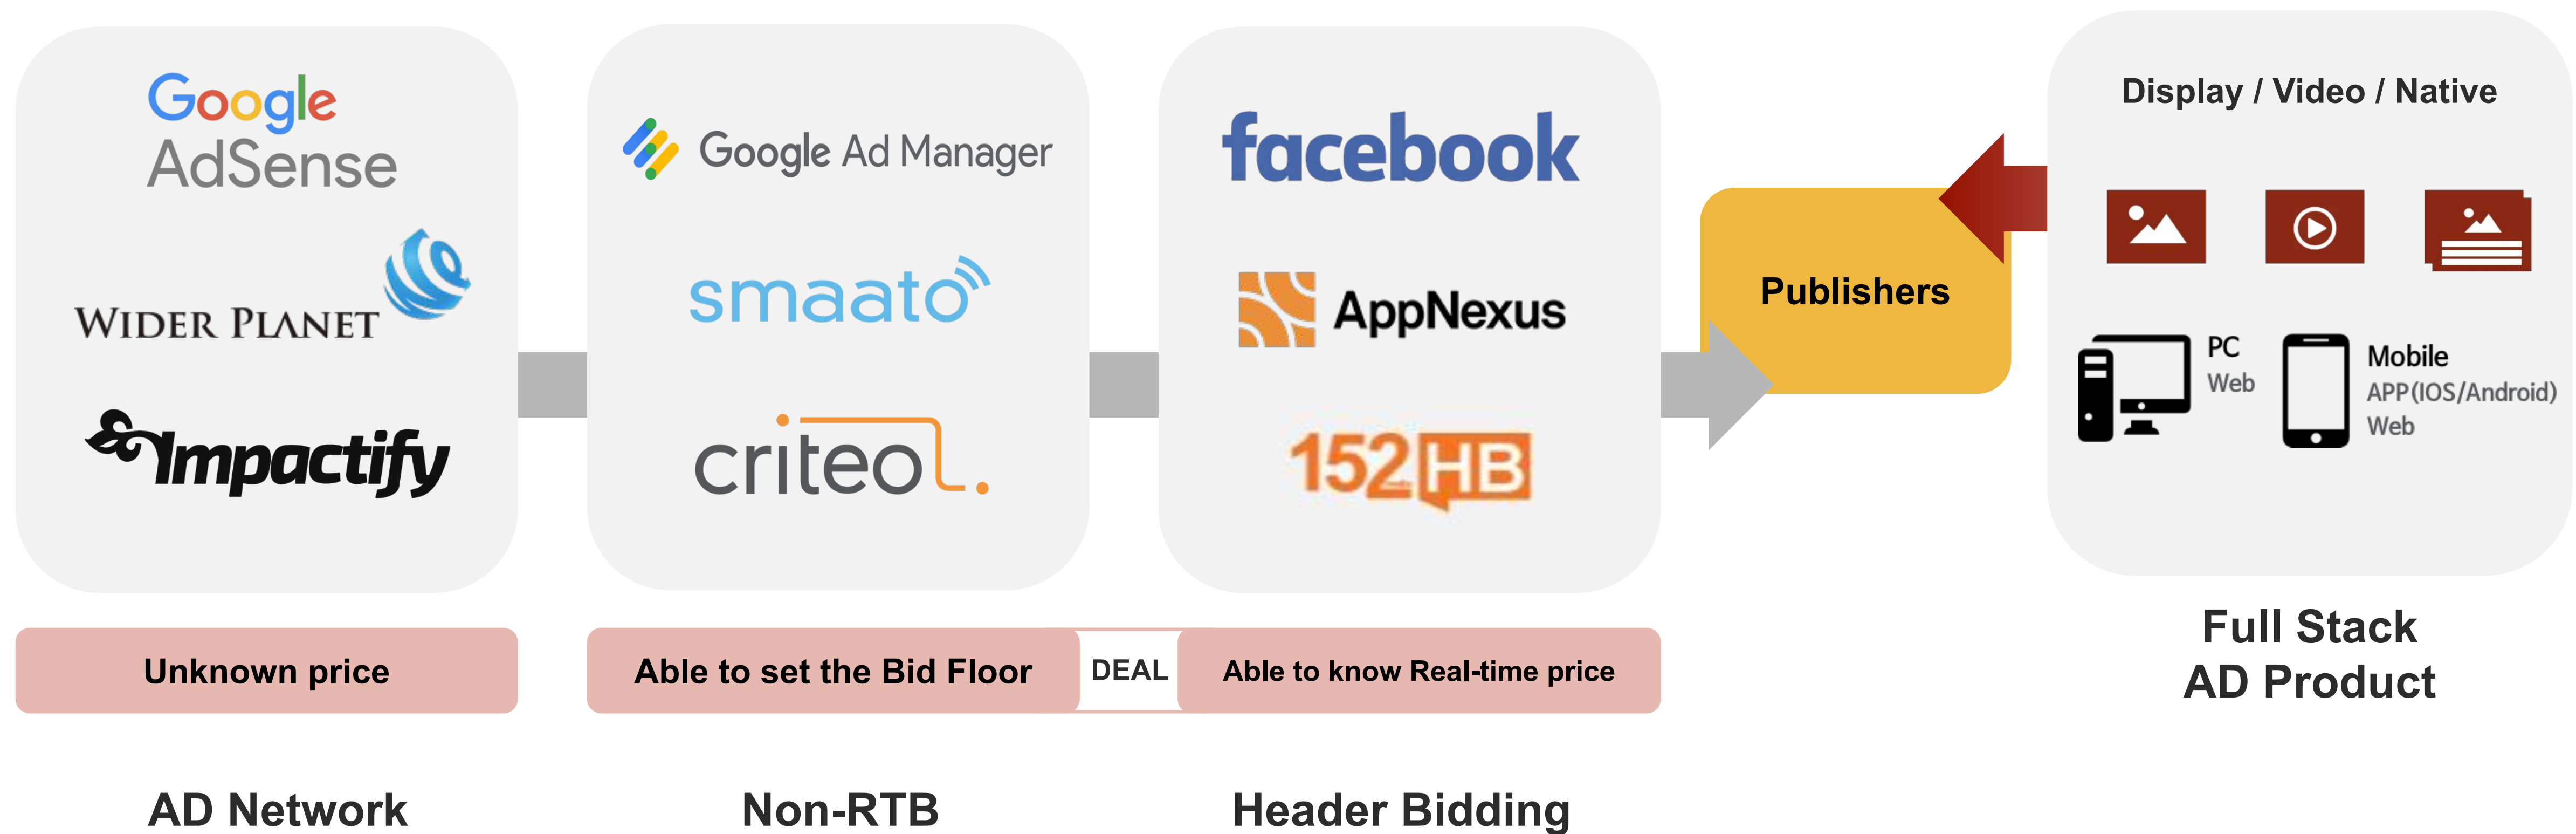 Google
AdSense
WIDER PLANET
Impactify
Unknown price
AD Network
Google Ad Manager
smaato
criteo
Able to set the Bid Floor
Non-RTB
DEAL
facebook
AppNexus
152 HB
Able to know Real-time price
Header Bidding
Publishers
Display / Video / Native
PC
Web
Mobile
APP(IOS/Android)
Web
Full Stack
AD Product